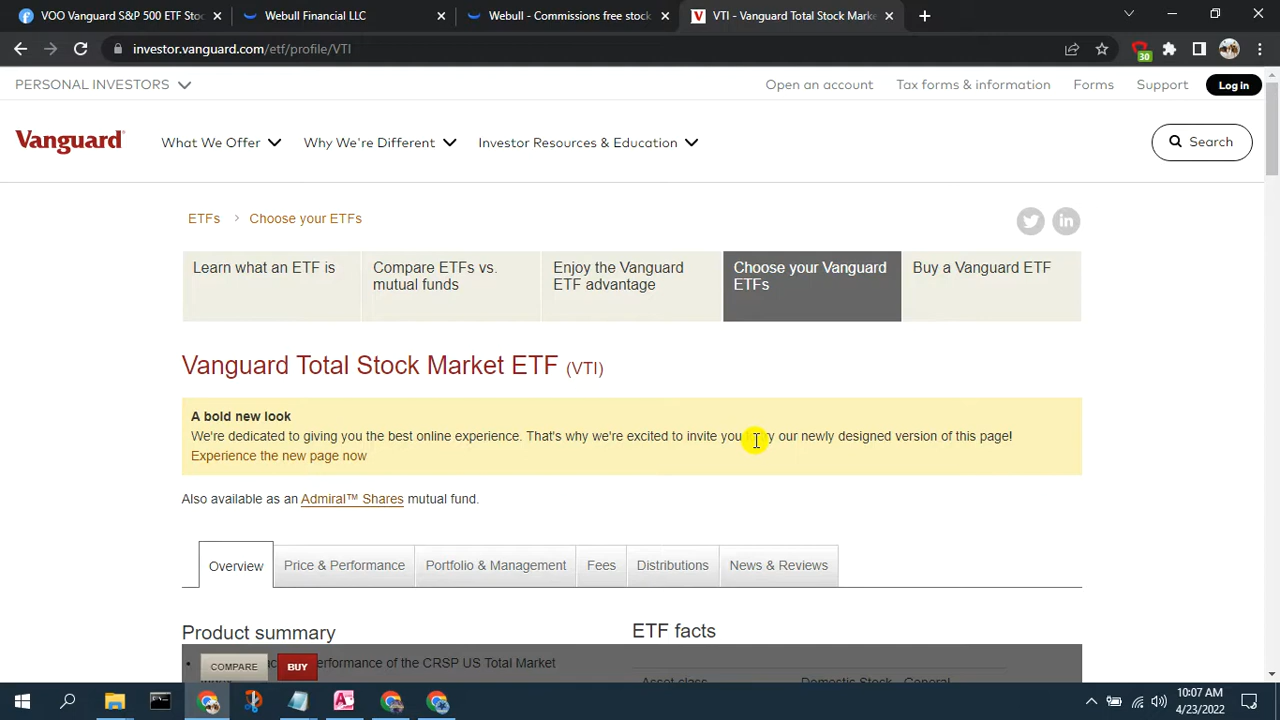 VOO Vanguard S&P 500 ETF Stoc
Webull Financial LLC
Webull - Commissions free stock
VTI - Vanguard Total Stock Marke
investor.vanguard.com/etf/profile/VTI
30
PERSONAL INVESTORS
Open an account
Tax forms & information
Forms
Support
Log in
Vanguard
What We Offer
Why We're Different
Investor Resources & Education
Search
ETFs
Choose your ETFs
Learn what an ETF is
Compare ETFs vs.
mutual funds
Enjoy the Vanguard
ETF advantage
Choose your Vanguard
ETFs
Buy a Vanguard ETF
Vanguard Total Stock Market ETF (VTI)
A bold new look
We're dedicated to giving you the best online experience. That's why we're excited to invite you our newly designed version of this page!
Experience the new page now
Also available as an Admiral™ Shares mutual fund.
Overview
Price & Performance
Portfolio & Management
Fees
Distributions
News & Reviews
Product summary
ETF facts
COMPARE
BUY
performance of the CRSP US Total Market
Asset class
Domestic Stock - General
10:07 AM
4/23/2022